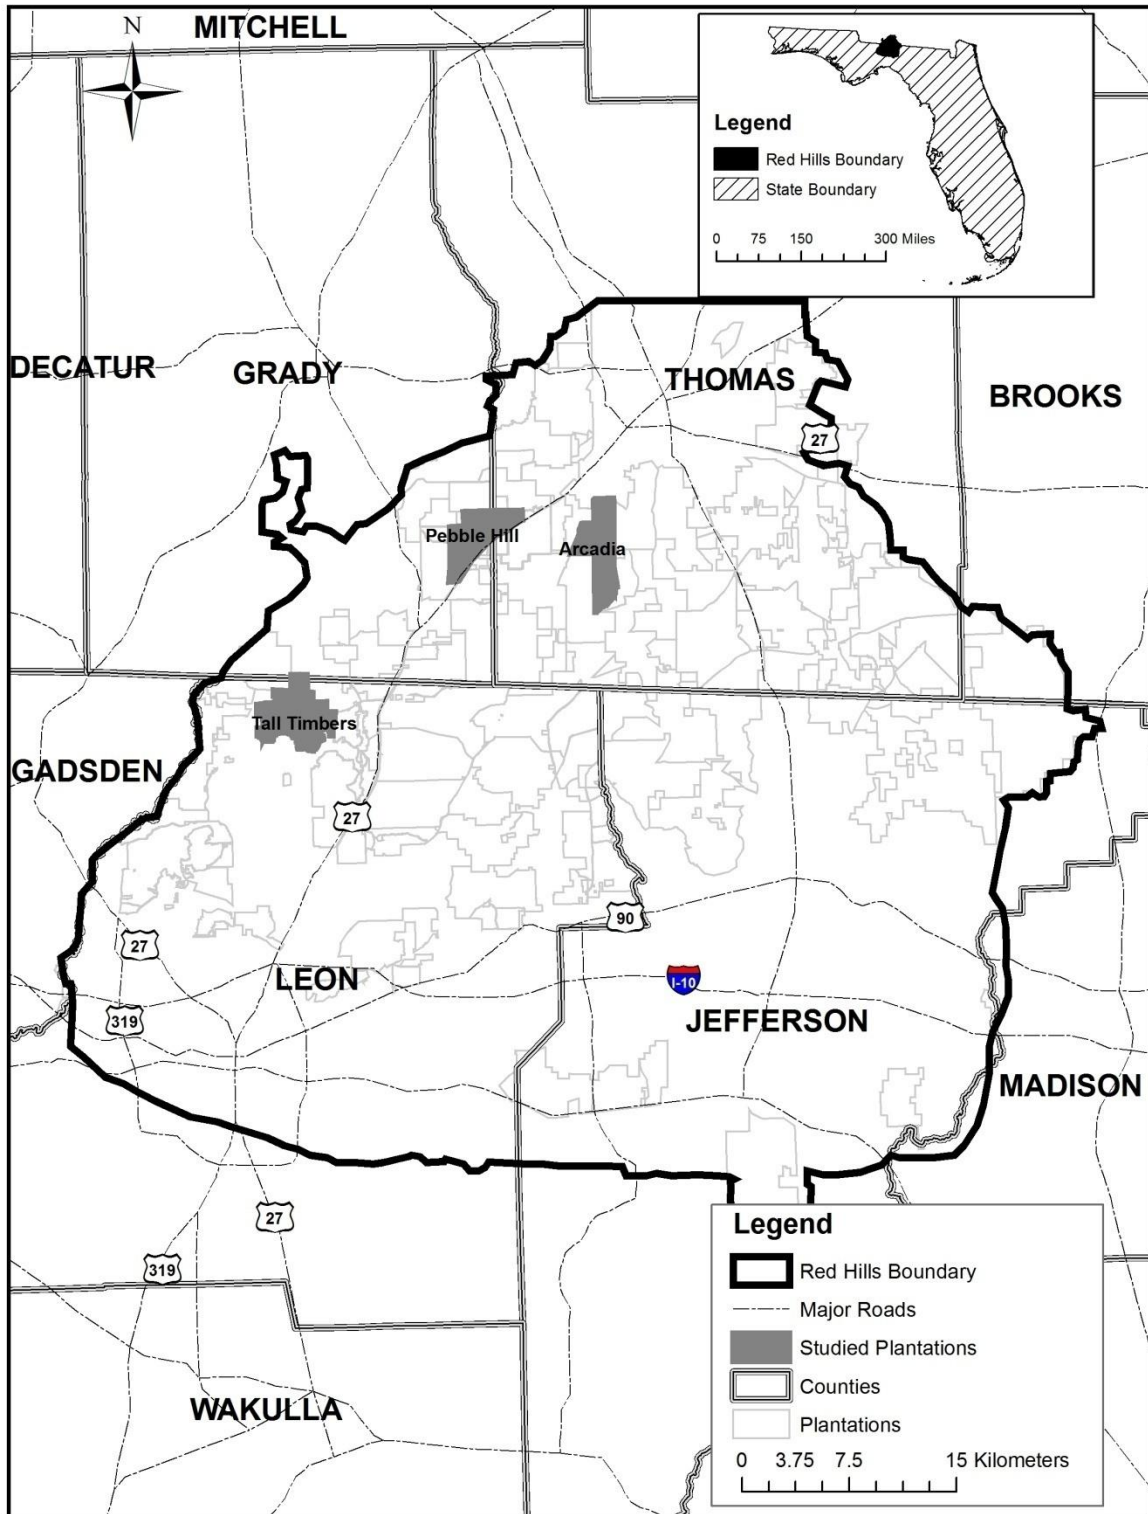 N
MITCHELL
Legend
Red Hills Boundary
State Boundary
0 75 150 300 Miles
DECATUR
GRADY
THOMAS
BROOKS
27
Pebble Hill
Arcadia
Tall Timbers
GADSDEN
27
90
27
LEON
I-10
319
JEFFERSON
MADISON
27
319
WAKULLA
Legend
Red Hills Boundary
Major Roads
Studied Plantations
Counties
Plantations
0 3.75 7.5 15 Kilometers